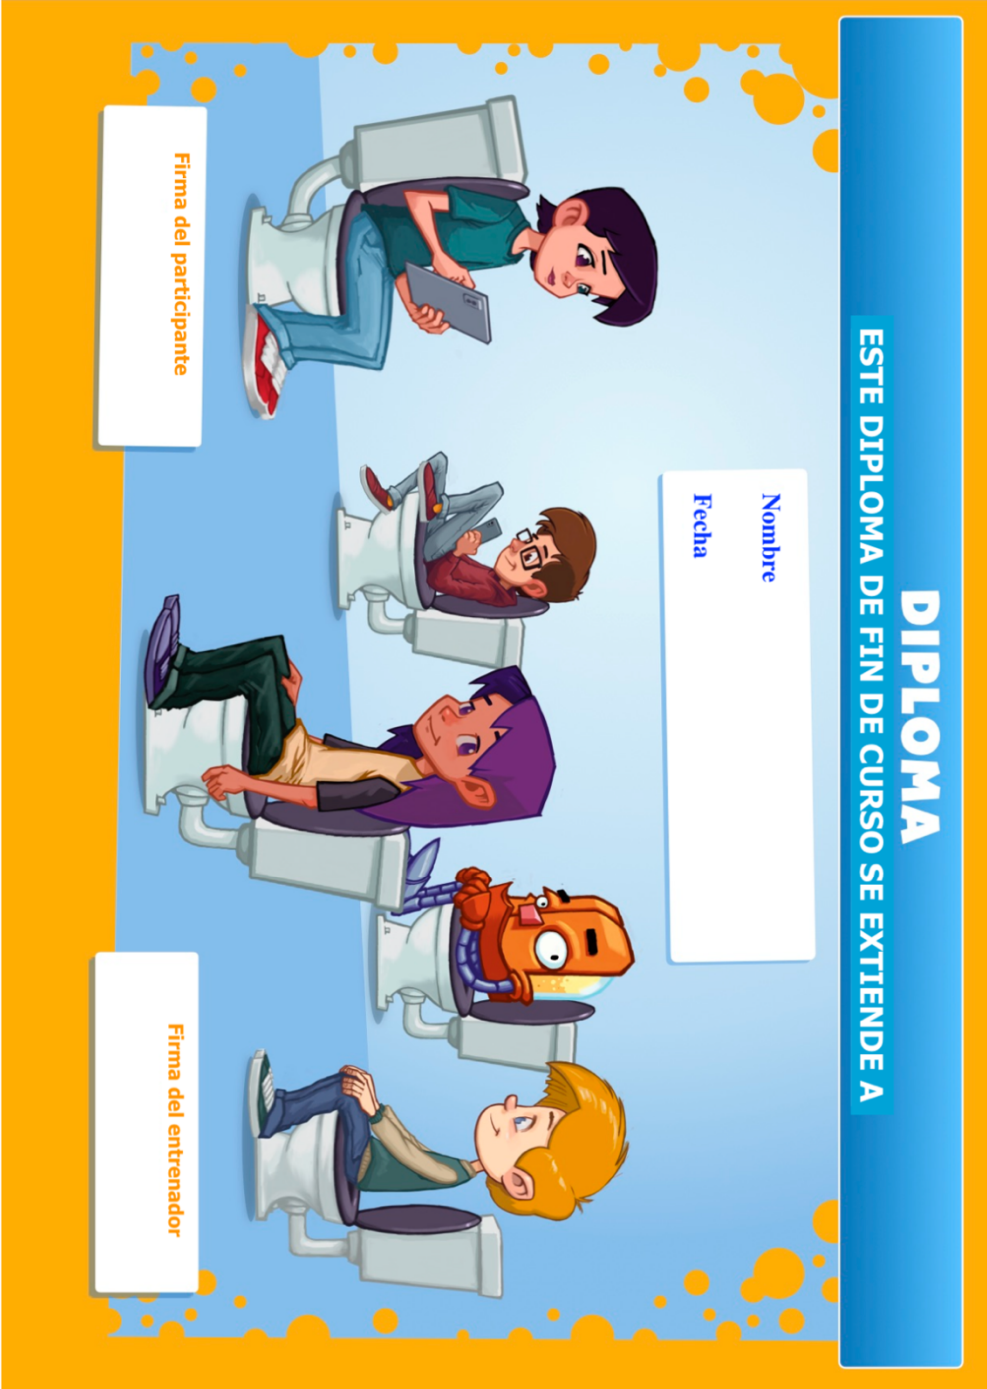 DIPLOMA
ESTE DIPLOMA DE FIN DE CURSO SE EXTIENDE A
Nombre
Fecha
Firma del participante
Firma del entrenador